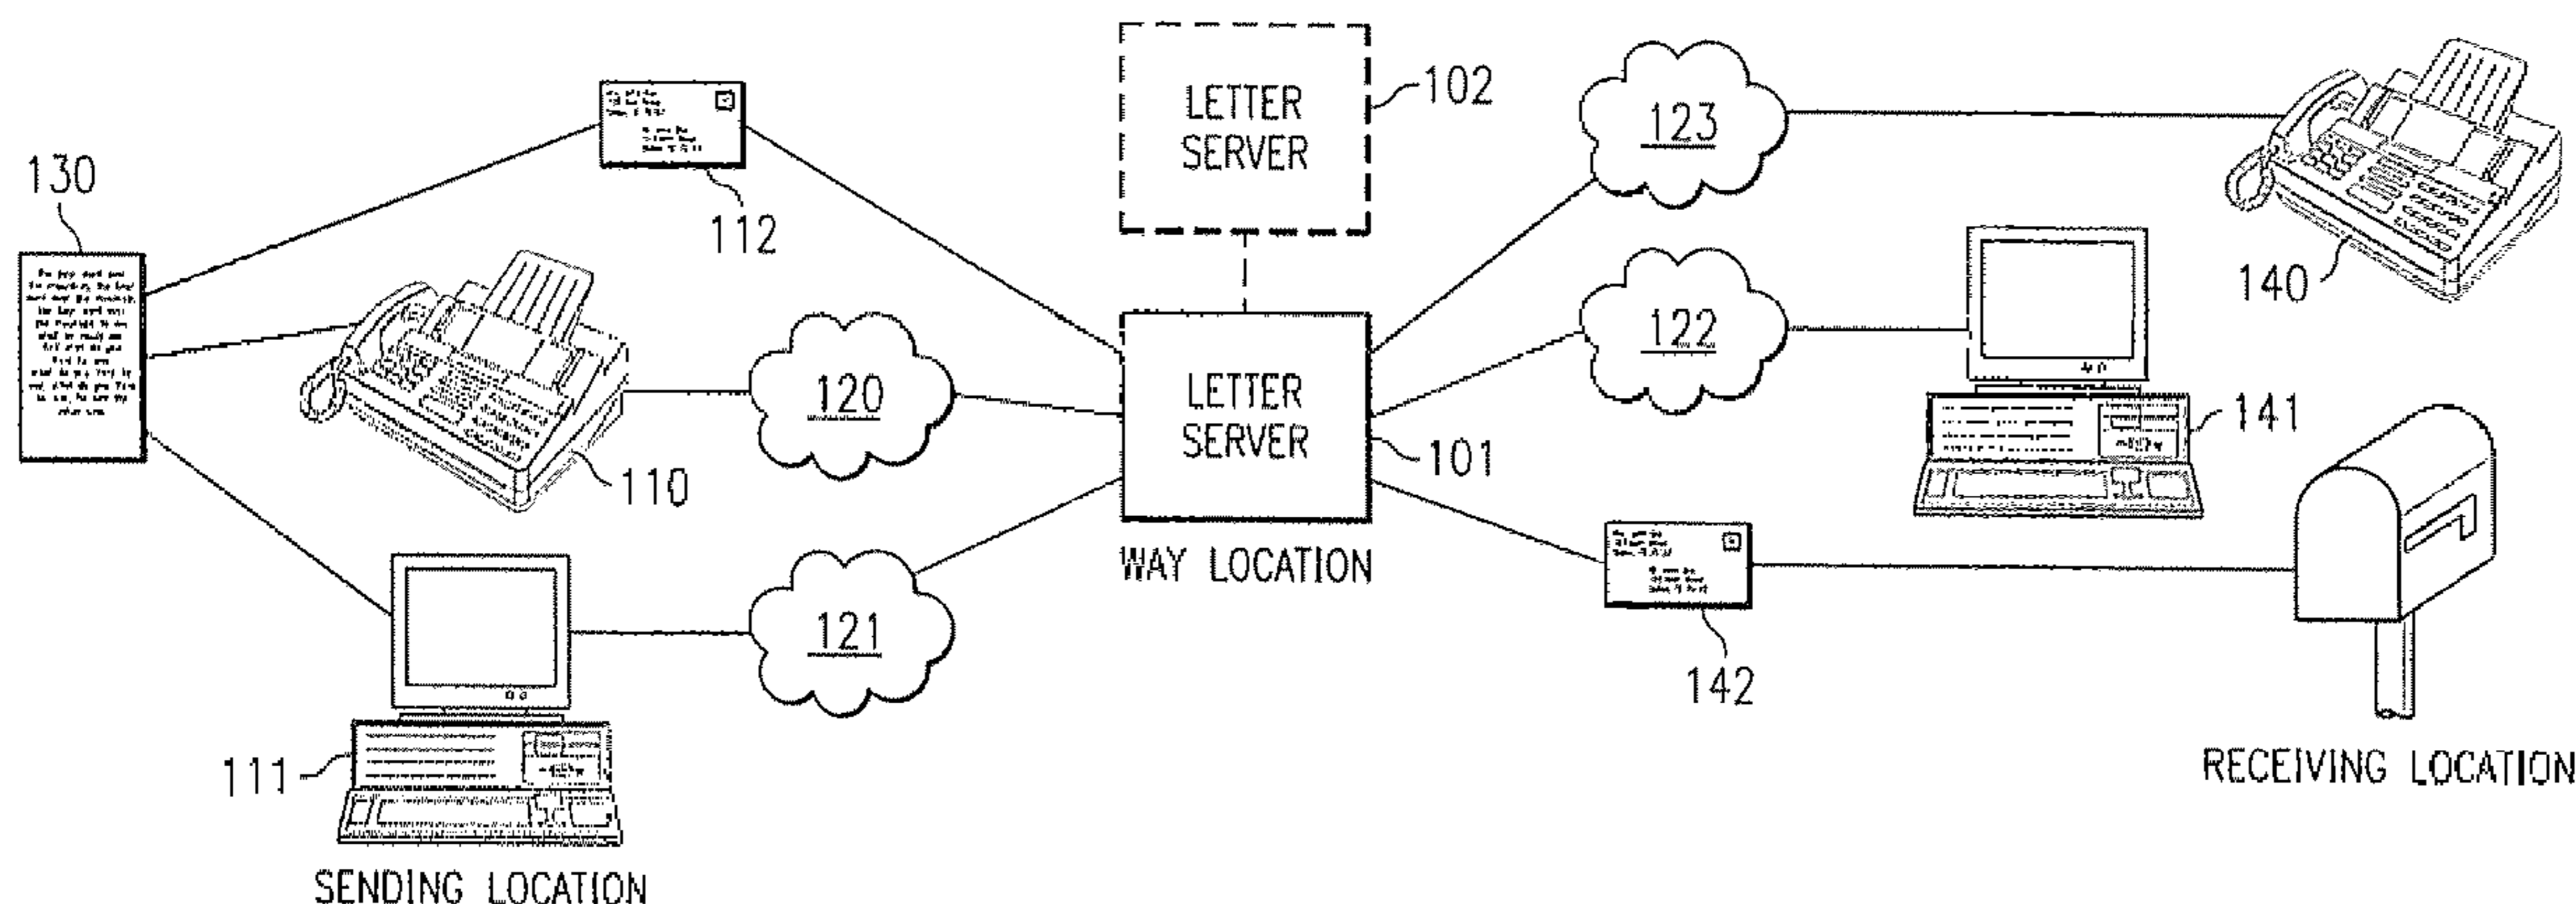 LETTER
SERVER
102
123
130
112
140
122
LETTER
SERVER
120
141
101
110
WAY LOCATION
121
142
111
RECEIVING LOCATION
SENDING LOCATION